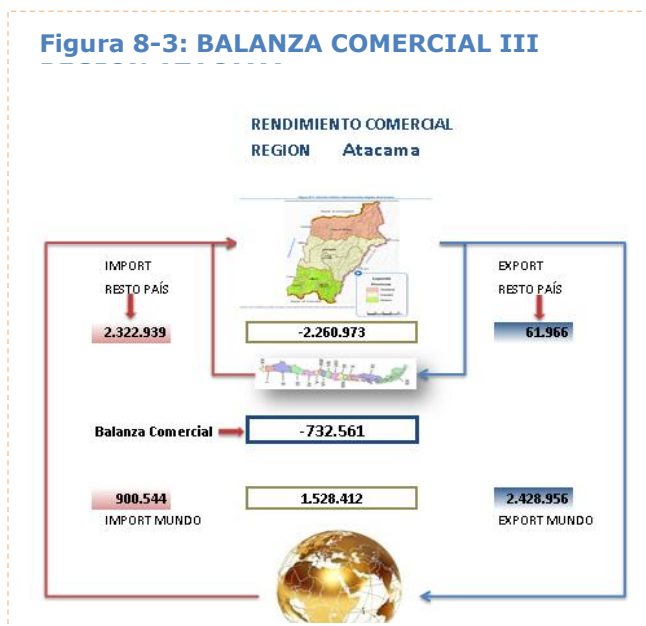 Figura 8-3: BALANZA COMERCIAL III
RENDIMIENTO COMERCIAL
REGION Atacama
IMPORT
RESTO PAÍS
EXPORT
RESTO PAÍS
2.322.939
-2.260.973
61.966
Balanza Comercial
-732.561
900.544
1.528.412
2.428.956
IMPORT MUNDO
EXPORT MUNDO